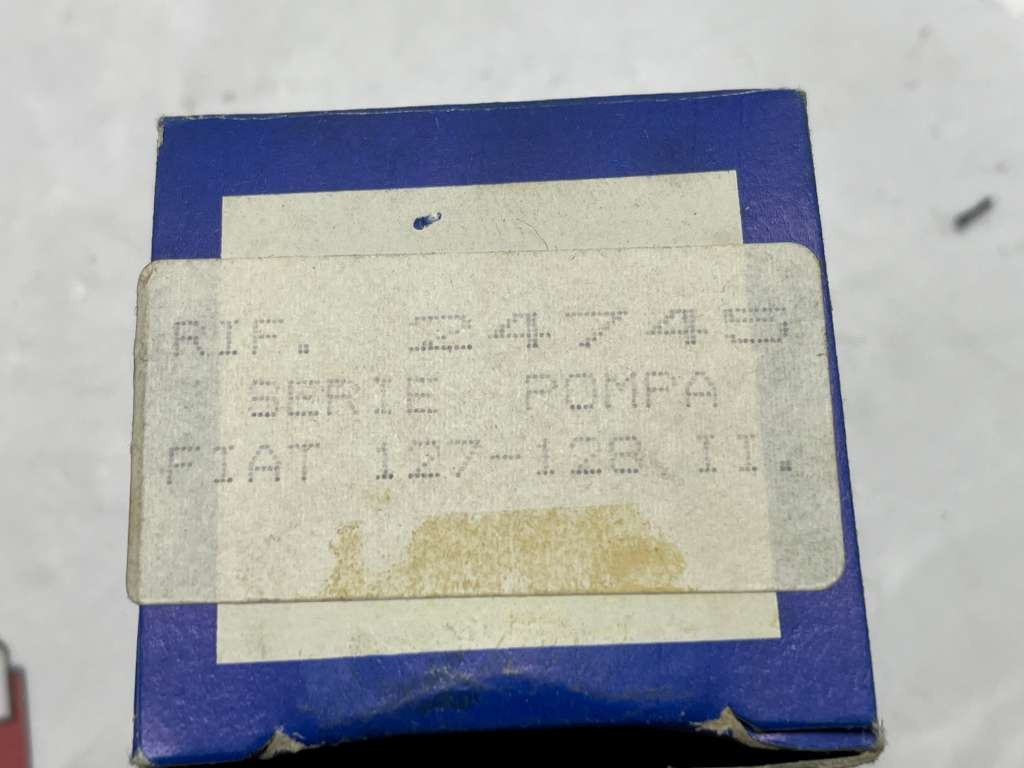 RIF. 24745
SERIE POMPA
FIAT 127-128 II.